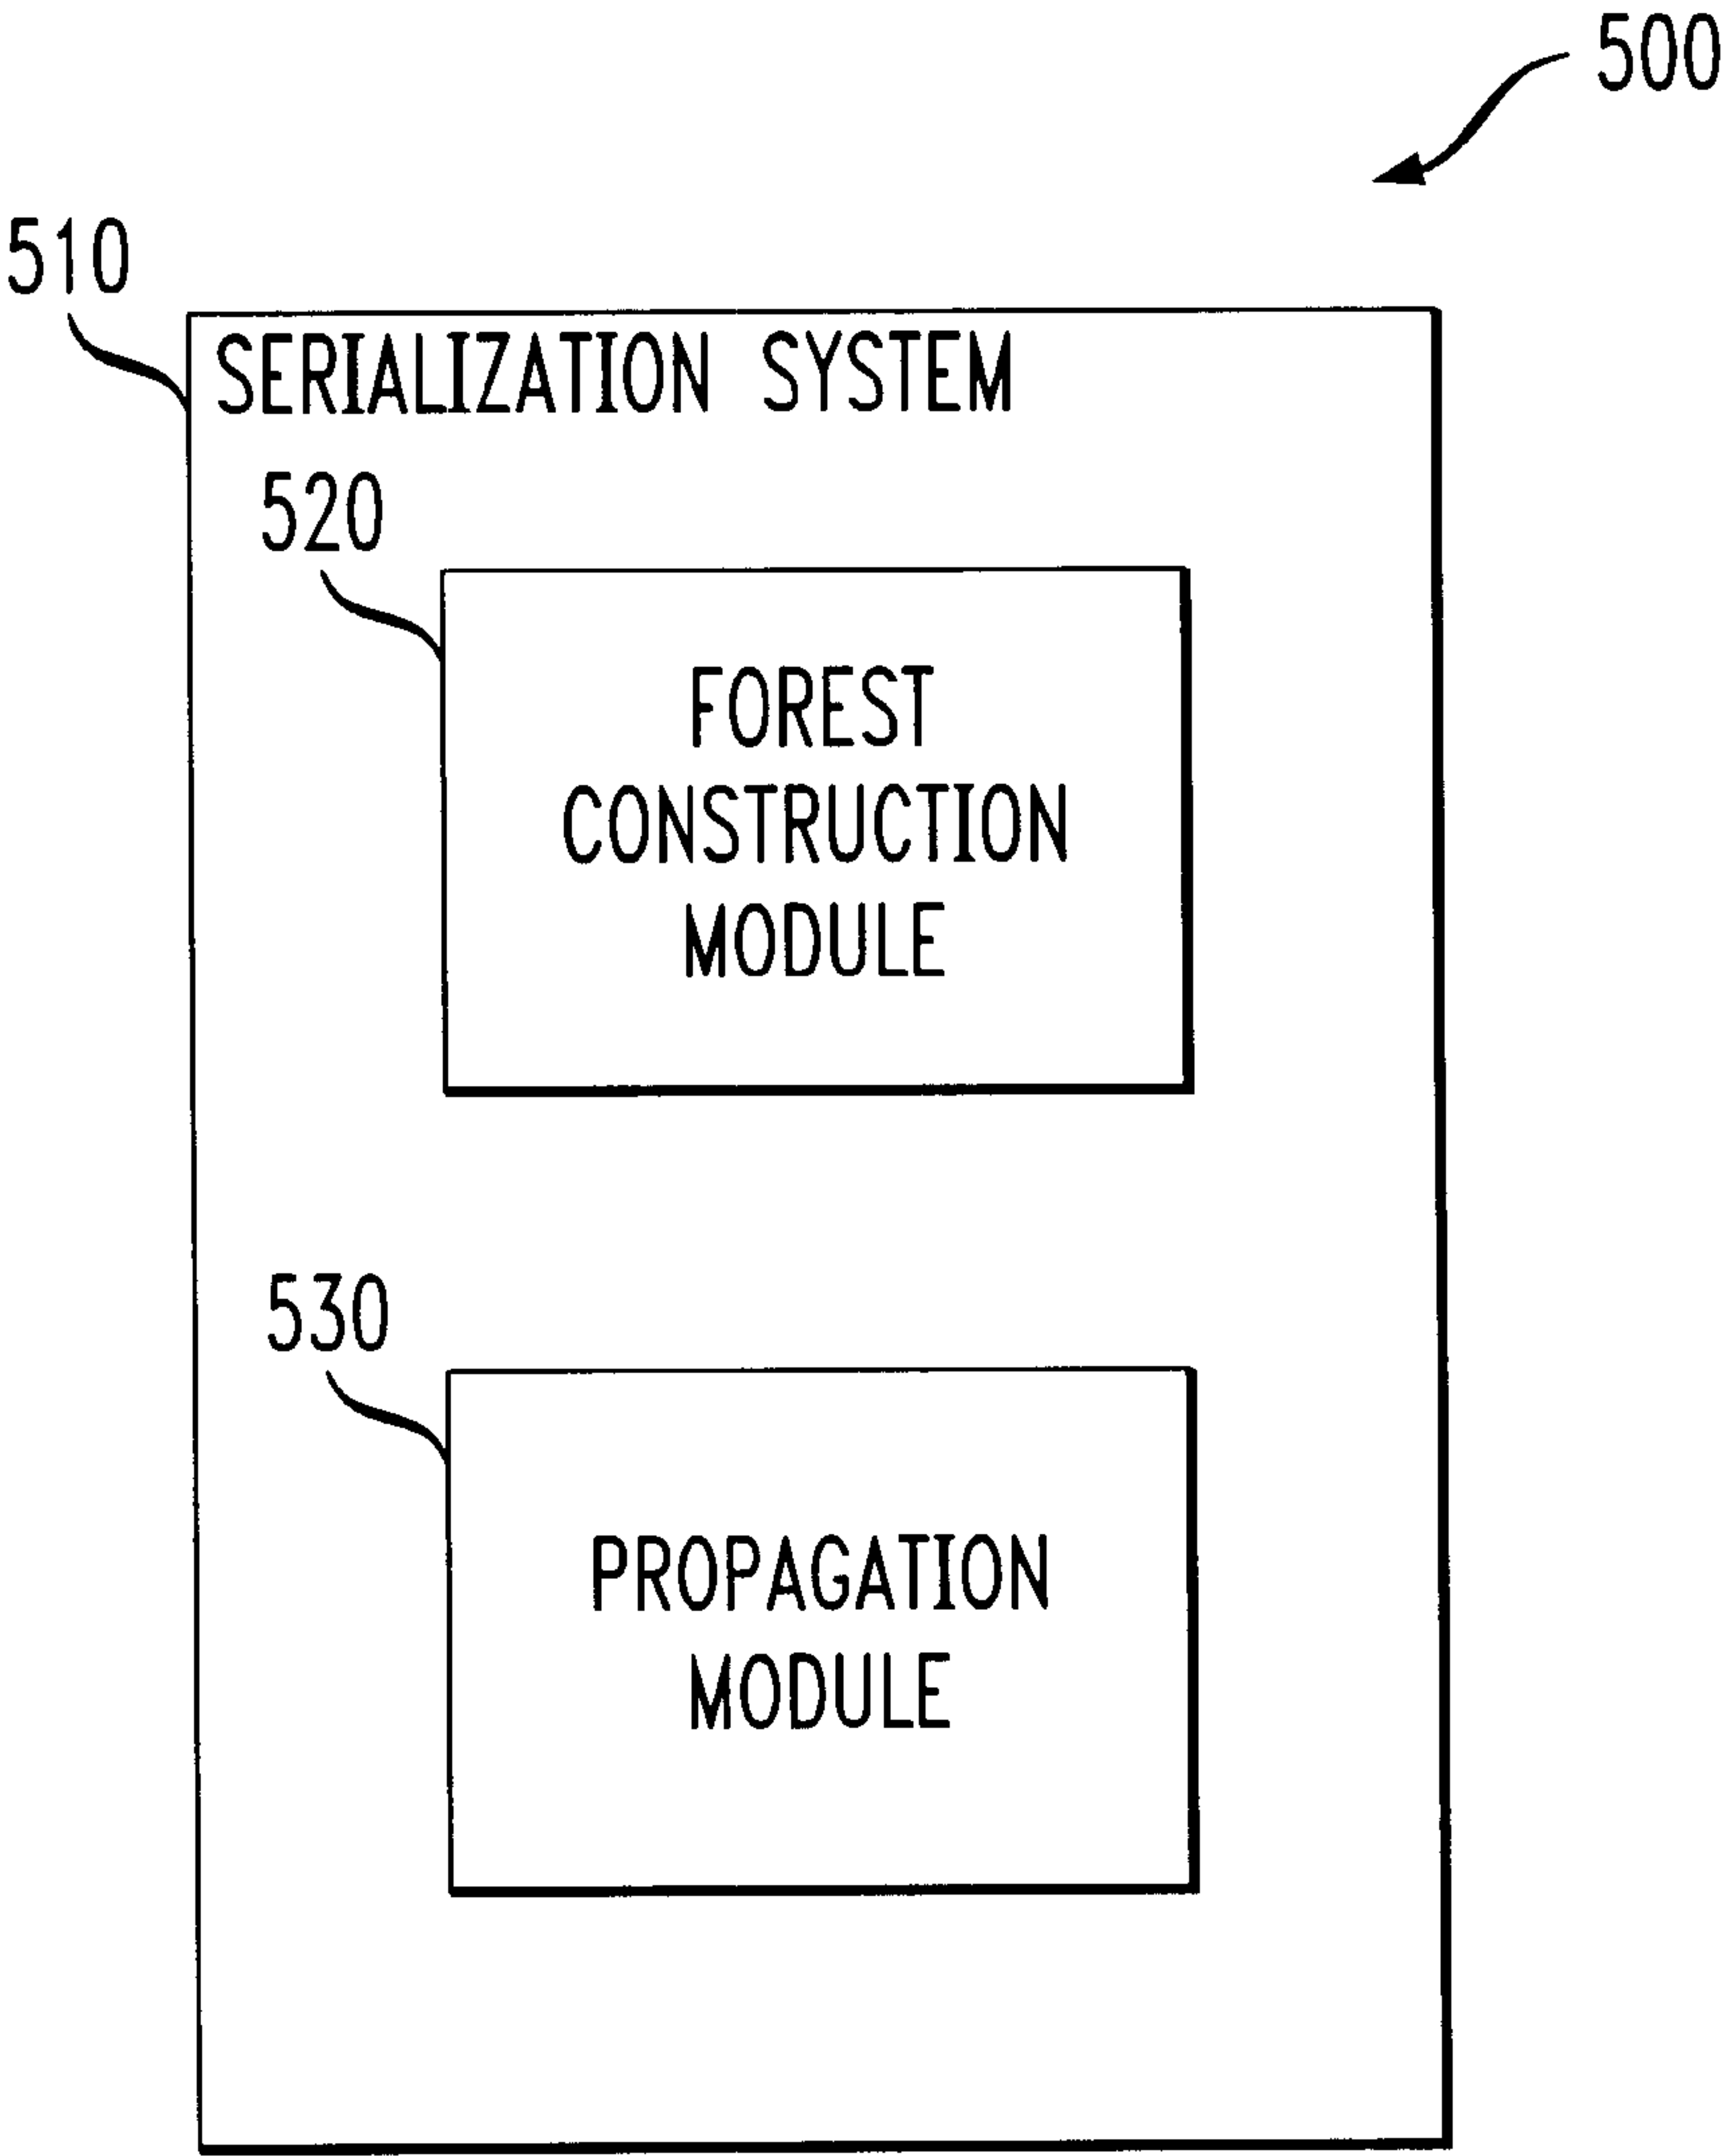 500
510
SERIALIZATION SYSTEM
520
FOREST
CONSTRUCTION
MODULE
530
PROPAGATION
MODULE